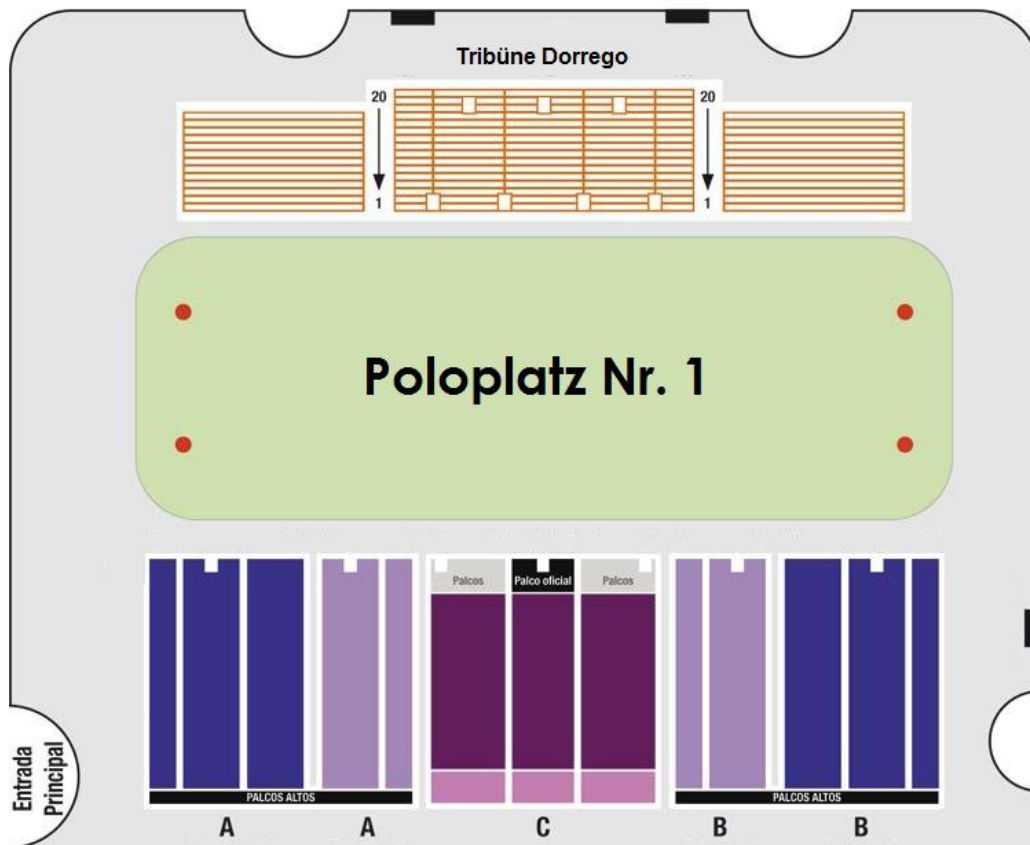 Tribüne Dorrego
20
20
1
1
Poloplatz Nr. 1
Palcos
Palco oficial
Palcos
Entrada
Principal
PALCOS ALTOS
PALCOS ALTOS
A
A
C
B
B